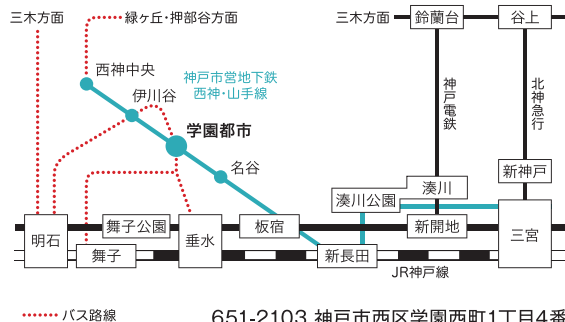 三木方面
緑ヶ丘・押部谷方面
三木方面
鈴蘭台
谷上
西神中央
神戸市営地下鉄
西神・山手線
伊川谷
学園都市
名谷
神戸電鉄
北神急行
新神戸
湊川
湊川公園
明石
舞子公園
垂水
板宿
新開地
三宮
舞子
新長田
JR神戸線
バス路線
651-2103 神戸市西区学園西町1丁目4番